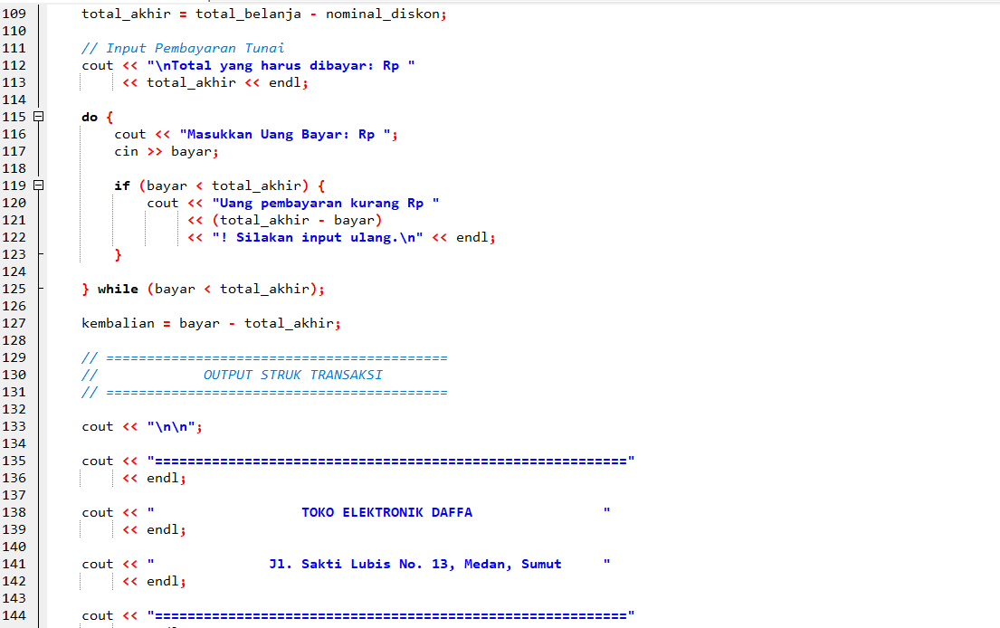 109 total_akhir = total_belanja - nominal_diskon;
110
111 // Input Pembayaran Tunai
112 cout << "\nTotal yang harus dibayar: Rp "
113 << total_akhir << endl;
114
115 do {
116 cout << "Masukkan Uang Bayar: Rp ";
117 cin >> bayar;
118
119 if (bayar < total_akhir) {
120 cout << "Uang pembayaran kurang Rp "
121 << (total_akhir - bayar)
122 << "! Silakan input ulang.\n" << endl;
123 }
124
125 } while (bayar < total_akhir);
126
127 kembalian = bayar - total_akhir;
128
129 // ==========================================
130 // OUTPUT STRUK TRANSAKSI
131 // ==========================================
132
133 cout << "\n\n";
134
135 cout << "=========================================================="
136 << endl;
137
138 cout << "                  TOKO ELEKTRONIK DAFFA                "
139 << endl;
140
141 cout << "              Jl. Sakti Lubis No. 13, Medan, Sumut     "
142 << endl;
143
144 cout << "=========================================================="